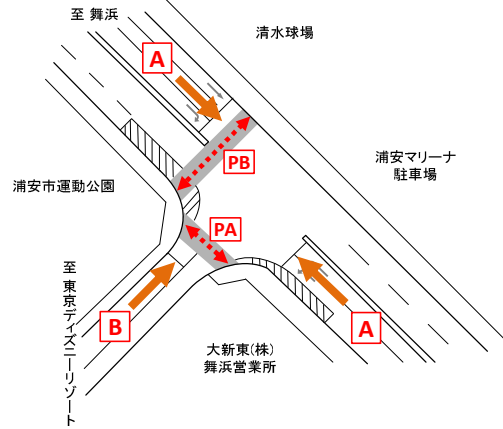 至 舞浜
清水球場
A
PB
浦安マリーナ
駐車場
浦安市運動公園
PA
至 東京ディズニーリゾート
B
A
大新東(株)
舞浜営業所